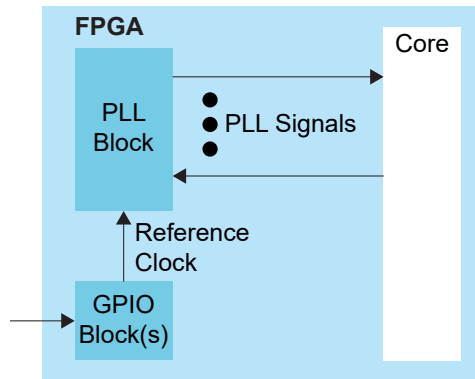 FPGA
Core
PLL
Block
PLL Signals
Reference
Clock
GPIO
Block(s)